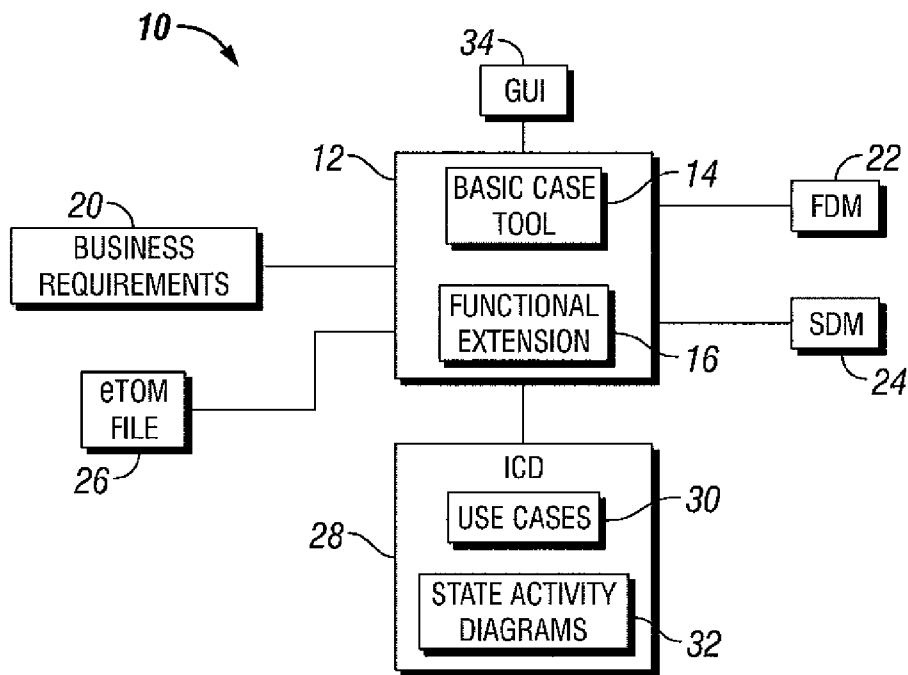 10
34
GUI
12
BASIC CASE
TOOL
14
22
FDM
20
BUSINESS
REQUIREMENTS
FUNCTIONAL
EXTENSION
16
SDM
24
eTOM
FILE
26
ICD
28
USE CASES
30
STATE ACTIVITY
DIAGRAMS
32